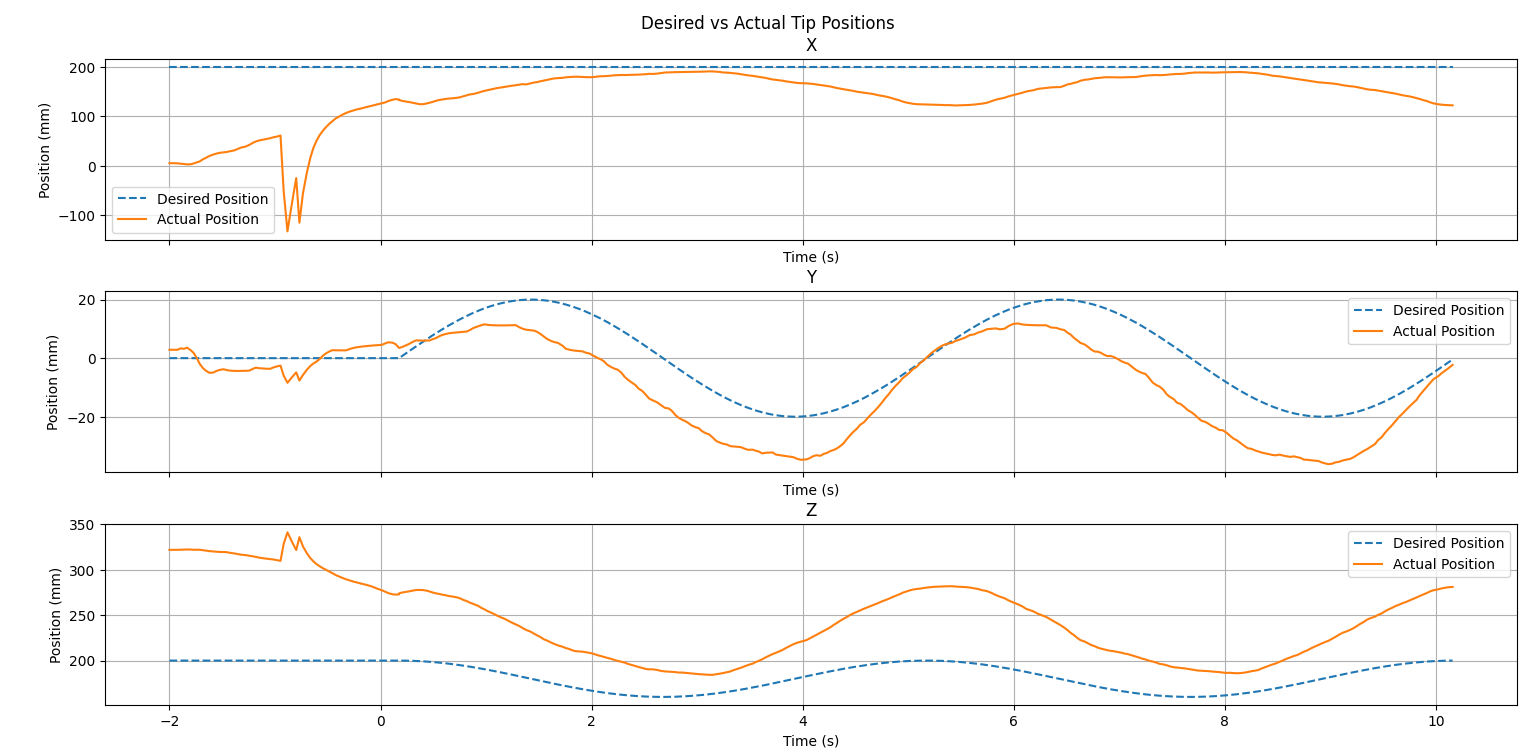 Desired vs Actual Tip Positions
X
200
100
0
−100
Position (mm)
Desired Position
Actual Position
Time (s)
Y
20
0
−20
Position (mm)
Desired Position
Actual Position
Time (s)
Z
350
300
250
200
Position (mm)
Desired Position
Actual Position
−2
0
2
4
6
8
10
Time (s)